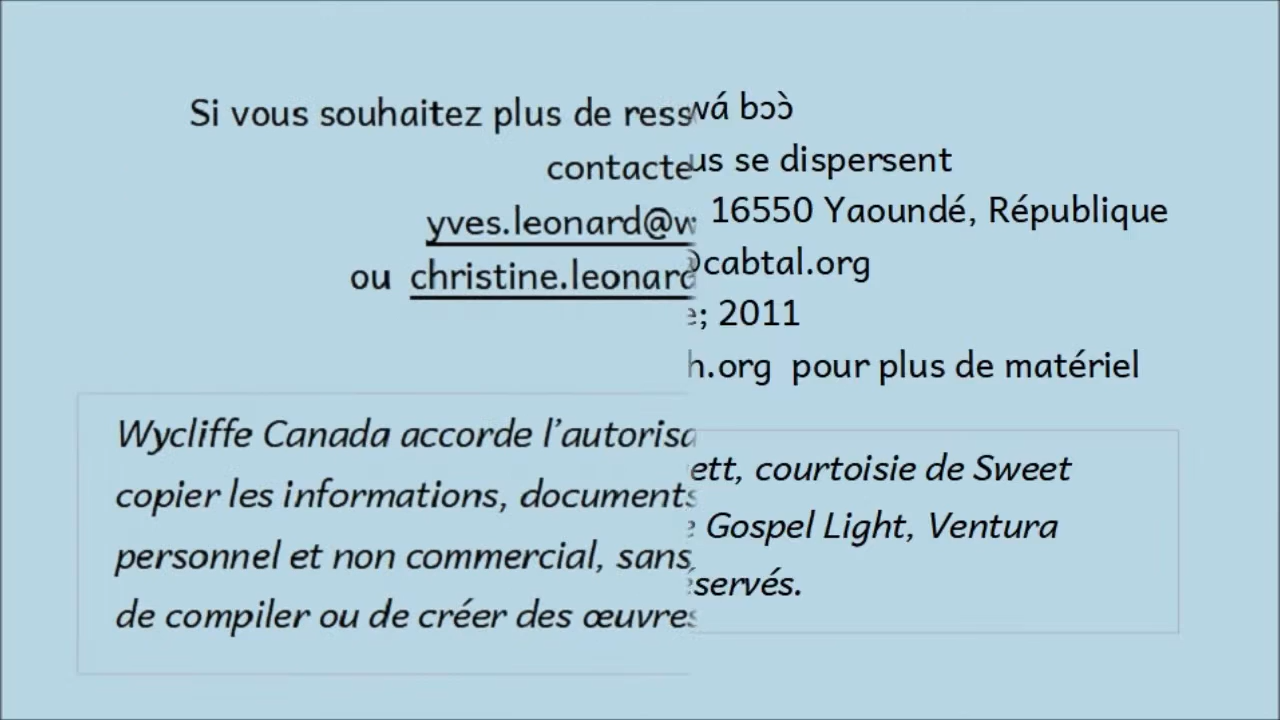 Si vous souhaitez plus de ress
contacte
yves.leonard@w
ou christine.leonard
Wycliffe Canada accorde l'autorisa
copier les informations, documents
personnel et non commercial, sans
de compiler ou de créer des œuvres
wá bɔɔ̀
us se dispersent
16550 Yaoundé, République
@cabtal.org
e; 2011
h.org pour plus de matériel
ett, courtoisie de Sweet
e Gospel Light, Ventura
éservés.